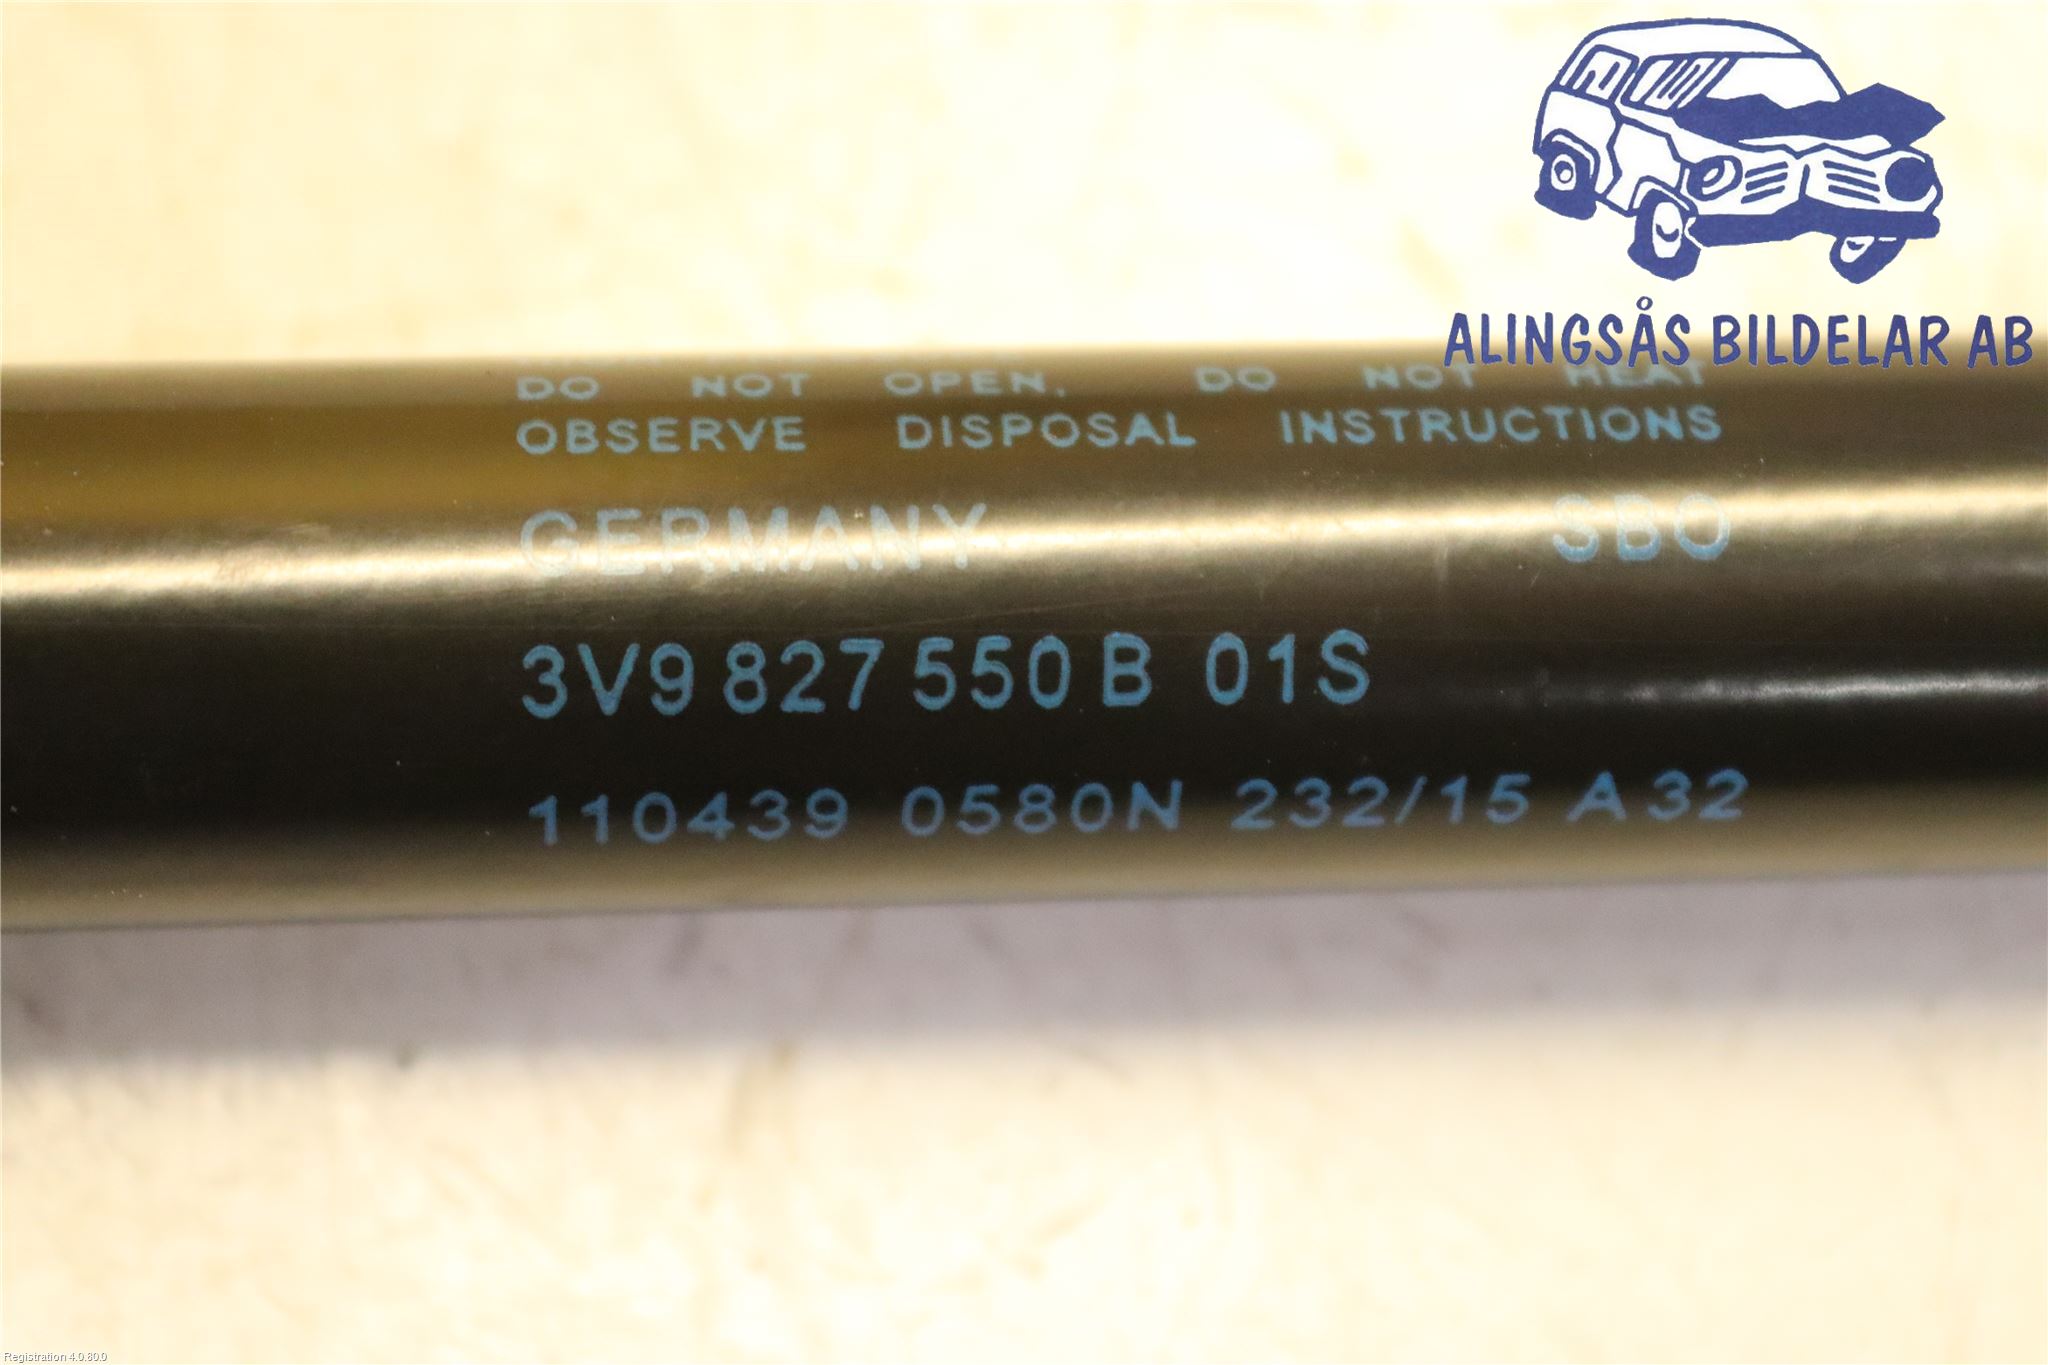 ALINGSÅS BILDELAR AB
DO NOT OPEN. DO NOT HEAT
OBSERVE DISPOSAL INSTRUCTIONS
GERMANY SBO
3V9 827 550 B 01S
110439 0580N 232/15 A32
Registration 4.0.80.0